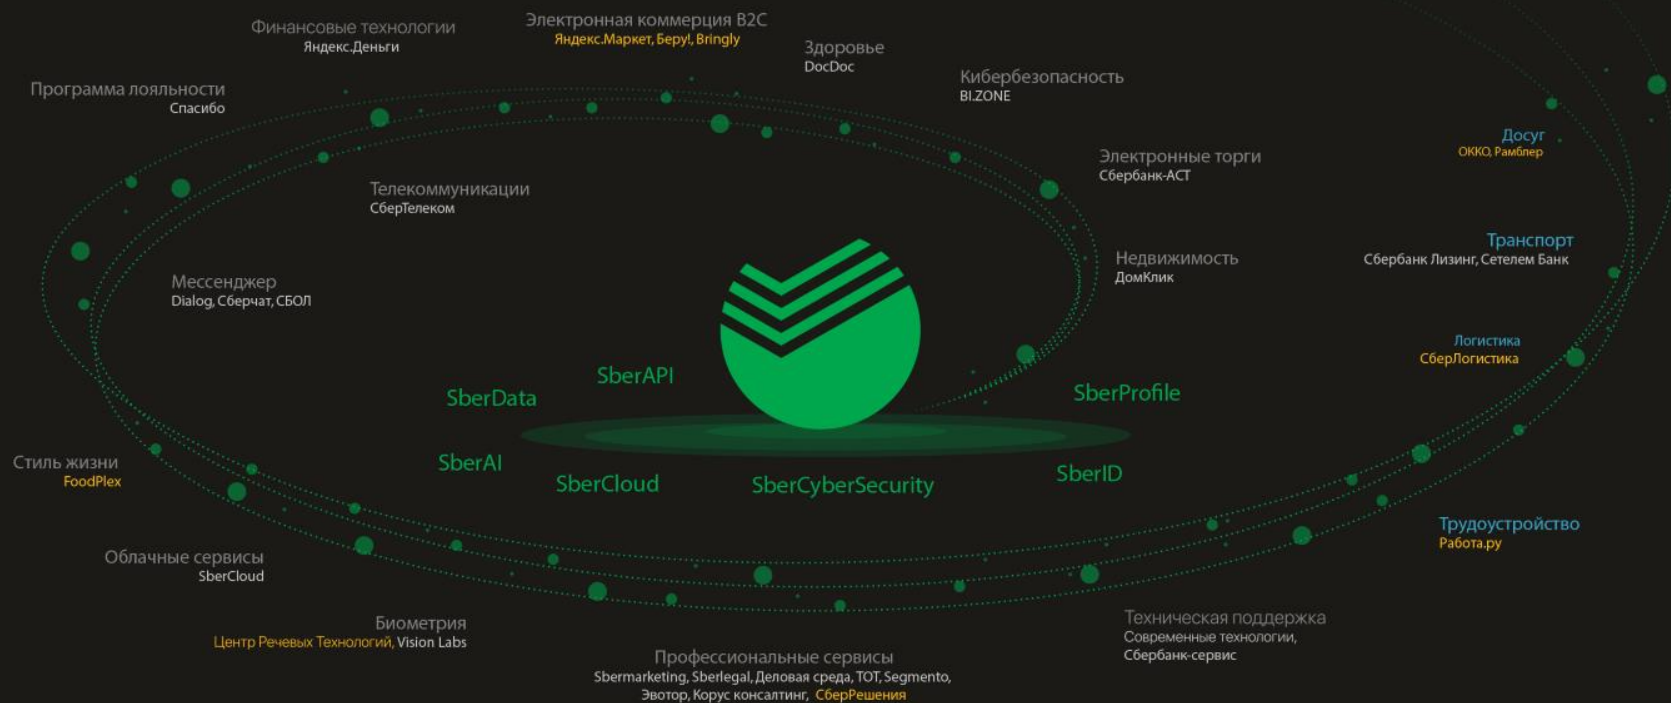 Финансовые технологии
Яндекс.Деньги
Электронная коммерция B2C
Яндекс.Маркет, Беру!, Bringly
Здоровье
DocDoc
Кибербезопасность
BI.ZONE
Программа лояльности
Спасибо
Досуг
ОККО, Рамблер
Электронные торги
Сбербанк-АСТ
Телекоммуникации
СберТелеком
Транспорт
Сбербанк Лизинг, Сетелем Банк
Недвижимость
ДомКлик
Мессенджер
Dialog, Сберчат, СБОЛ
Логистика
СберЛогистика
SberAPI
SberData
SberProfile
SberAI
SberCloud
SberCyberSecurity
SberID
Стиль жизни
FoodPlex
Трудоустройство
Работа.ру
Облачные сервисы
SberCloud
Биометрия
Центр Речевых Технологий, Vision Labs
Техническая поддержка
Современные технологии,
Сбербанк-сервис
Профессиональные сервисы
Sbermarketing, Sberlegal, Деловая среда, ТОТ, Segmento,
Эвотор, Корус консалтинг, СберРешения